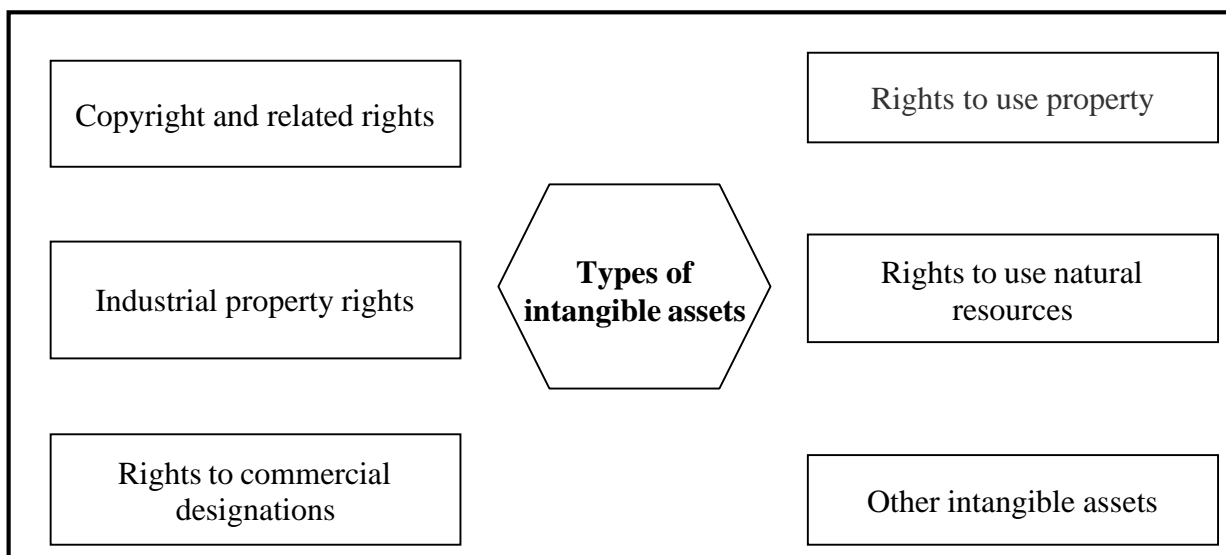 Copyright and related rights
Industrial property rights
Rights to commercial
designations
Types of
intangible assets
Rights to use property
Rights to use natural
resources
Other intangible assets